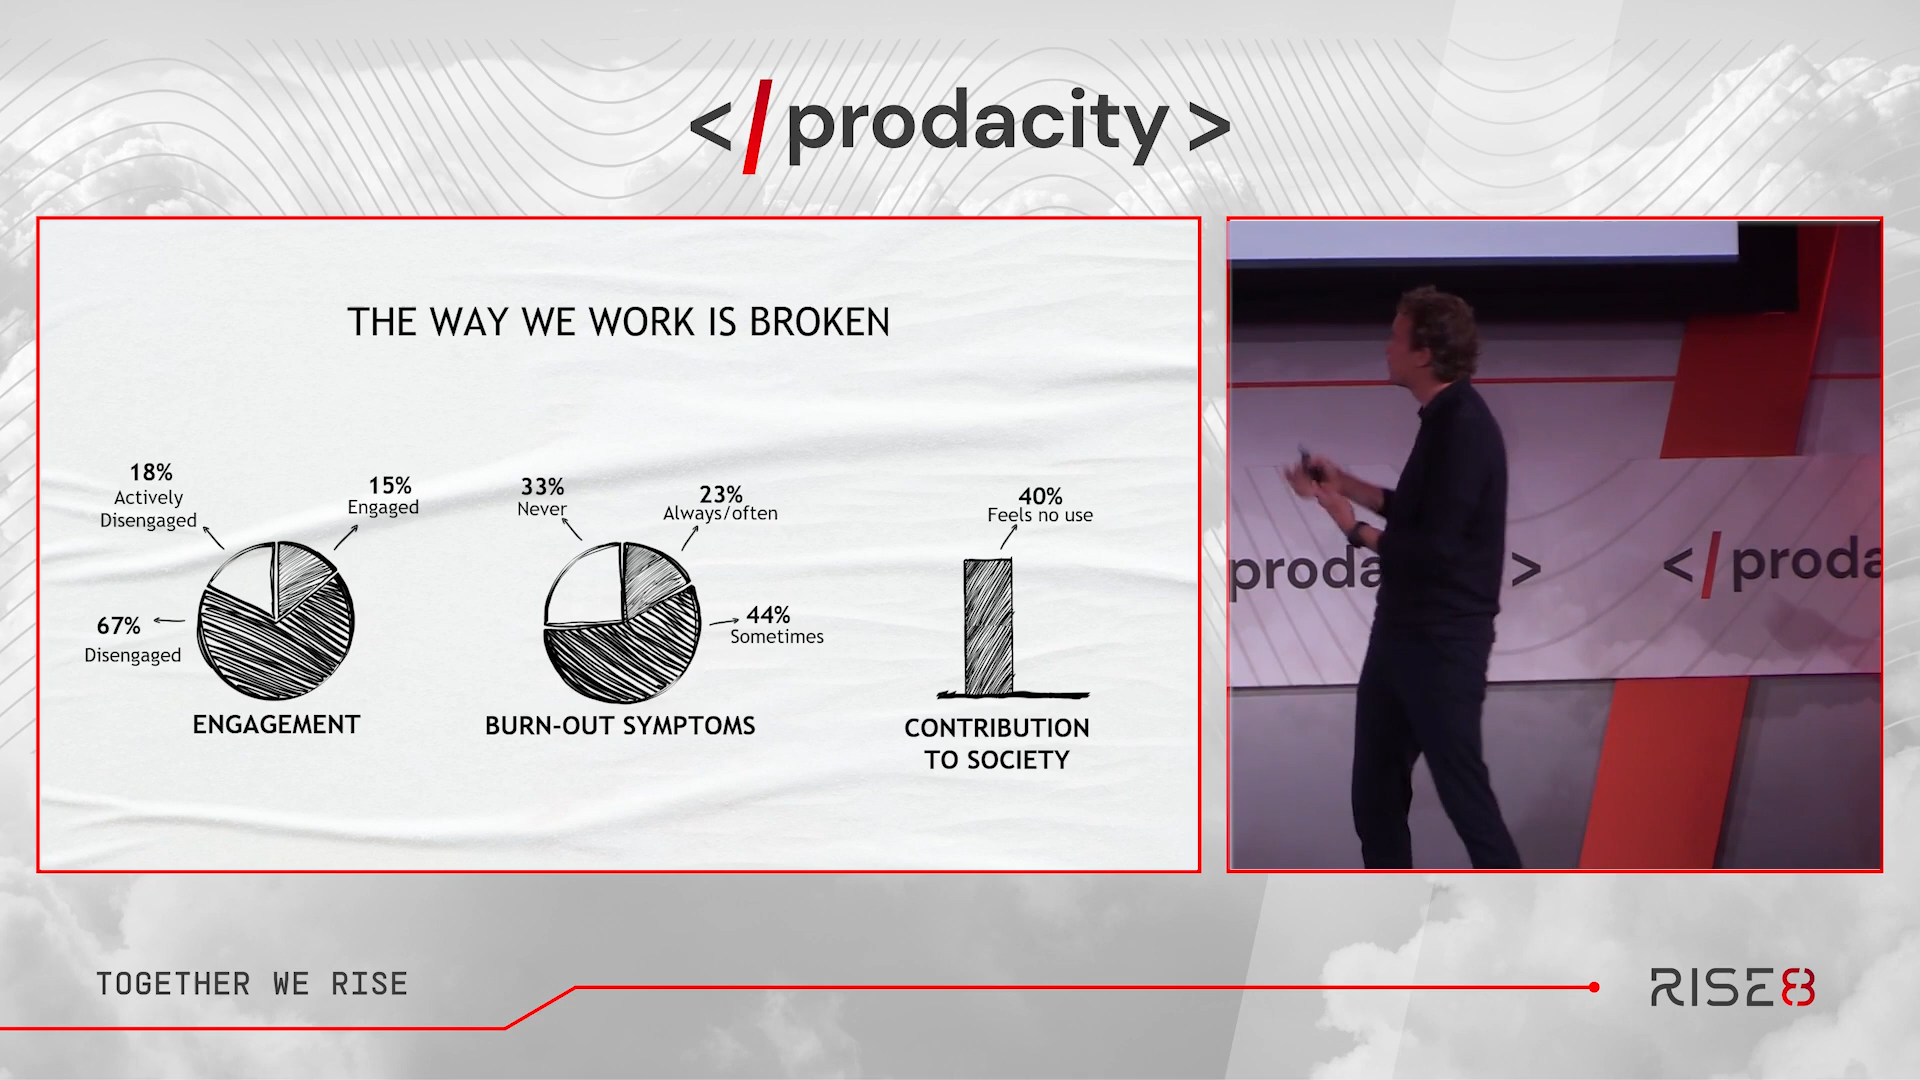 </prodacity>
THE WAY WE WORK IS BROKEN
18%
Actively
Disengaged
15%
Engaged
67%
Disengaged
ENGAGEMENT
33%
Never
23%
Always/often
44%
Sometimes
BURN-OUT SYMPTOMS
40%
Feels no use
CONTRIBUTION
TO SOCIETY
proda >
</proda
TOGETHER WE RISE
RISE8